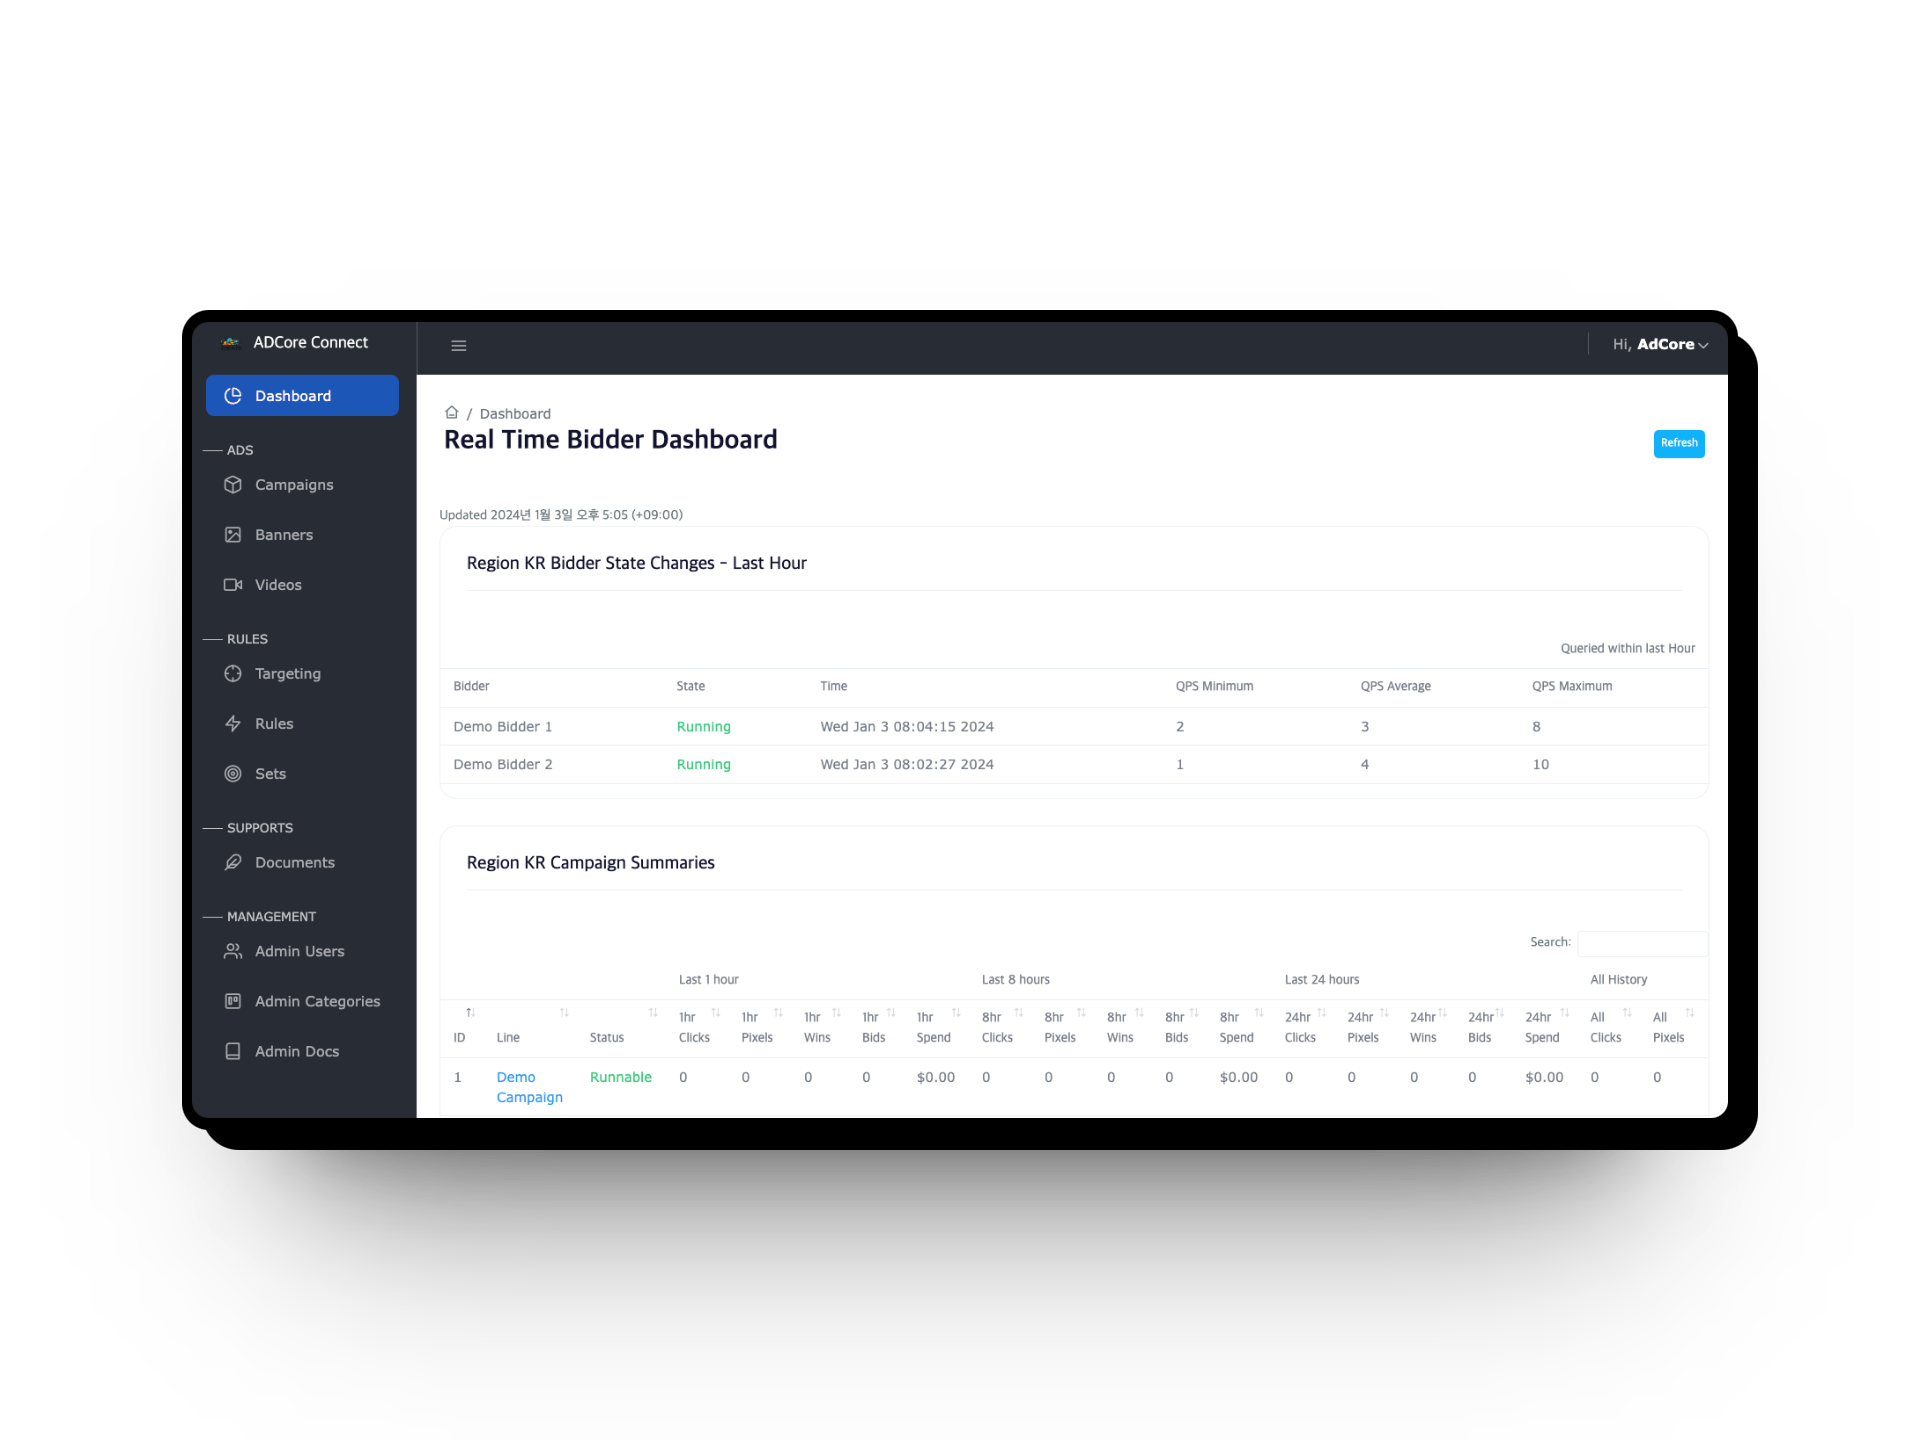 ADCore Connect
Hi, AdCore
Dashboard
ADS
Campaigns
Banners
Videos
RULES
Targeting
Rules
Sets
SUPPORTS
Documents
MANAGEMENT
Admin Users
Admin Categories
Admin Docs
/ Dashboard
Real Time Bidder Dashboard
Refresh
Updated 2024년 1월 3일 오후 5:05 (+09:00)
Region KR Bidder State Changes - Last Hour
Queried within last Hour
Bidder State Time QPS Minimum QPS Average QPS Maximum
Demo Bidder 1 Running Wed Jan 3 08:04:15 2024 2 3 8
Demo Bidder 2 Running Wed Jan 3 08:02:27 2024 1 4 10
Region KR Campaign Summaries
Search:
Last 1 hour Last 8 hours Last 24 hours All History
ID Line Status 1hr Clicks 1hr Pixels 1hr Wins 1hr Bids 1hr Spend 8hr Clicks 8hr Pixels 8hr Wins 8hr Bids 8hr Spend 24hr Clicks 24hr Pixels 24hr Wins 24hr Bids 24hr Spend All Clicks All Pixels
1 Demo Campaign Runnable 0 0 0 0 $0.00 0 0 0 0 $0.00 0 0 0 0 $0.00 0 0